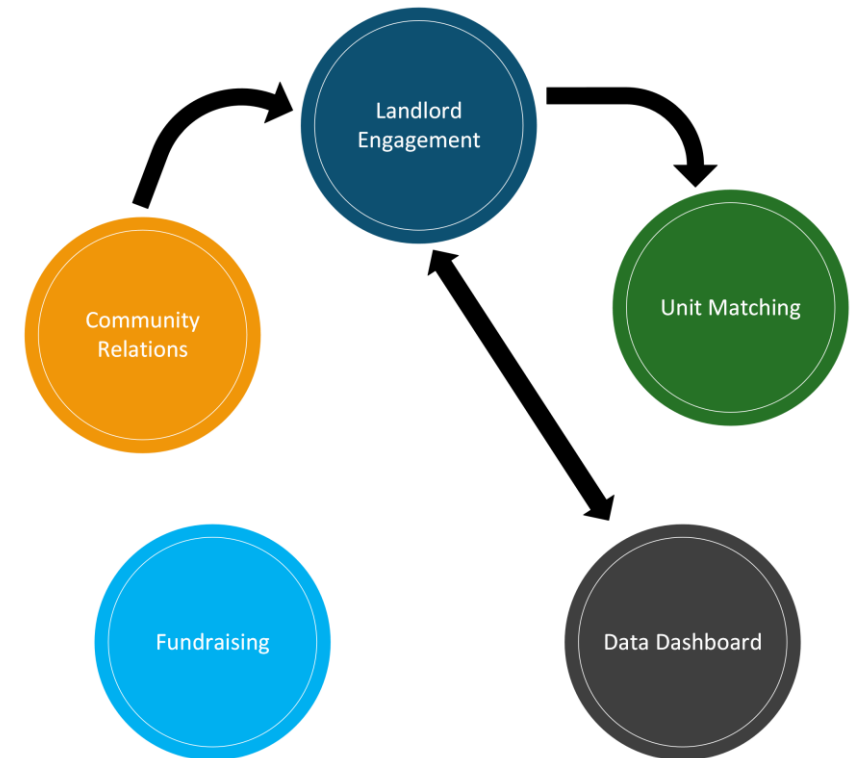 Landlord
Engagement
Community
Relations
Unit Matching
Fundraising
Data Dashboard